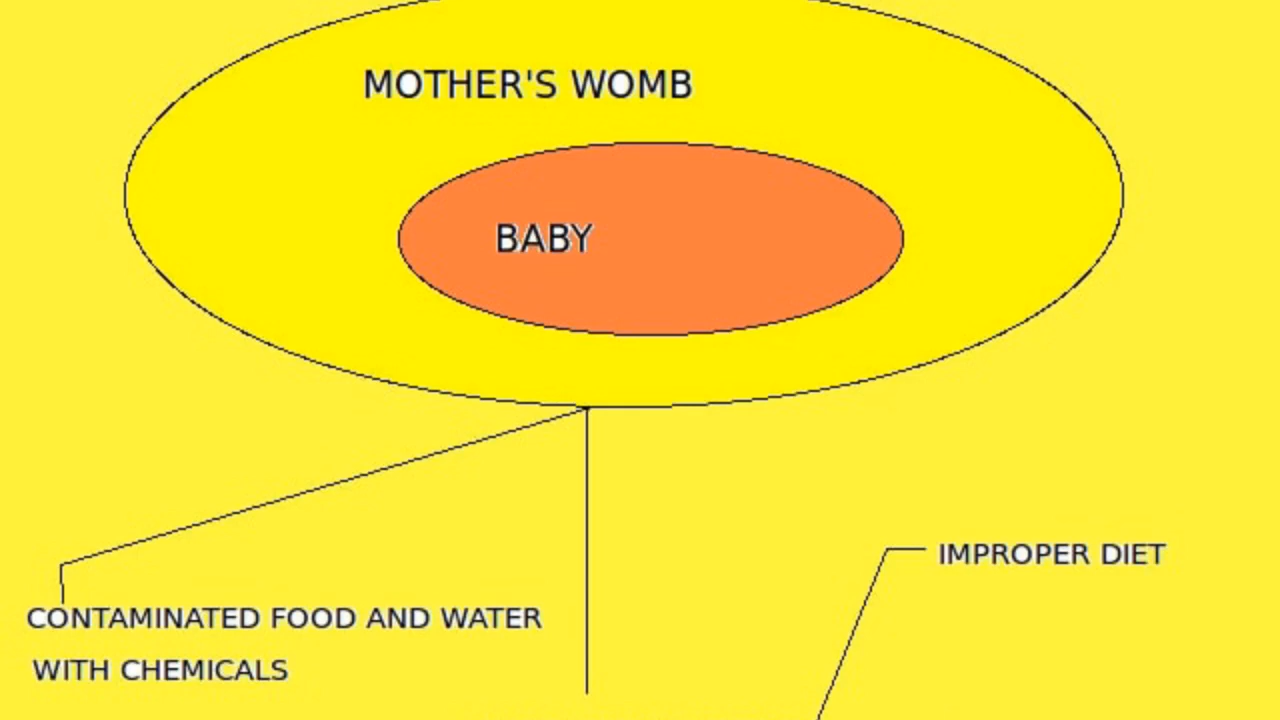 MOTHER'S WOMB
BABY
IMPROPER DIET
CONTAMINATED FOOD AND WATER
WITH CHEMICALS